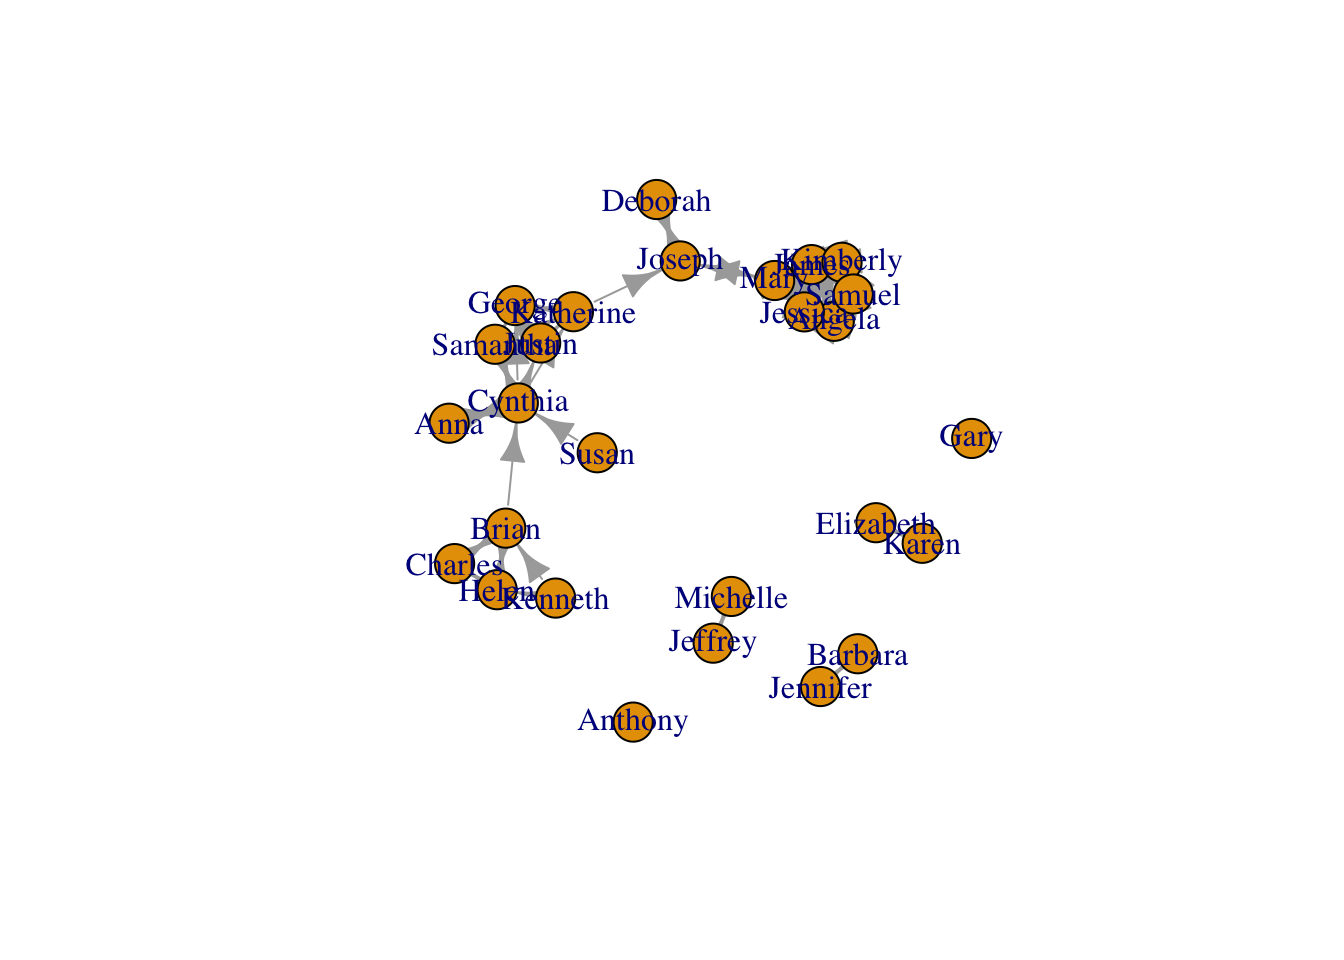 Deborah
Joseph
Kimberly
James
Mary
Samuel
Jessica
Angela
George
Katherine
Samantha
Justin
Cynthia
Anna
Susan
Gary
Elizabeth
Karen
Brian
Charles
Helen
Kenneth
Michelle
Jeffrey
Barbara
Jennifer
Anthony